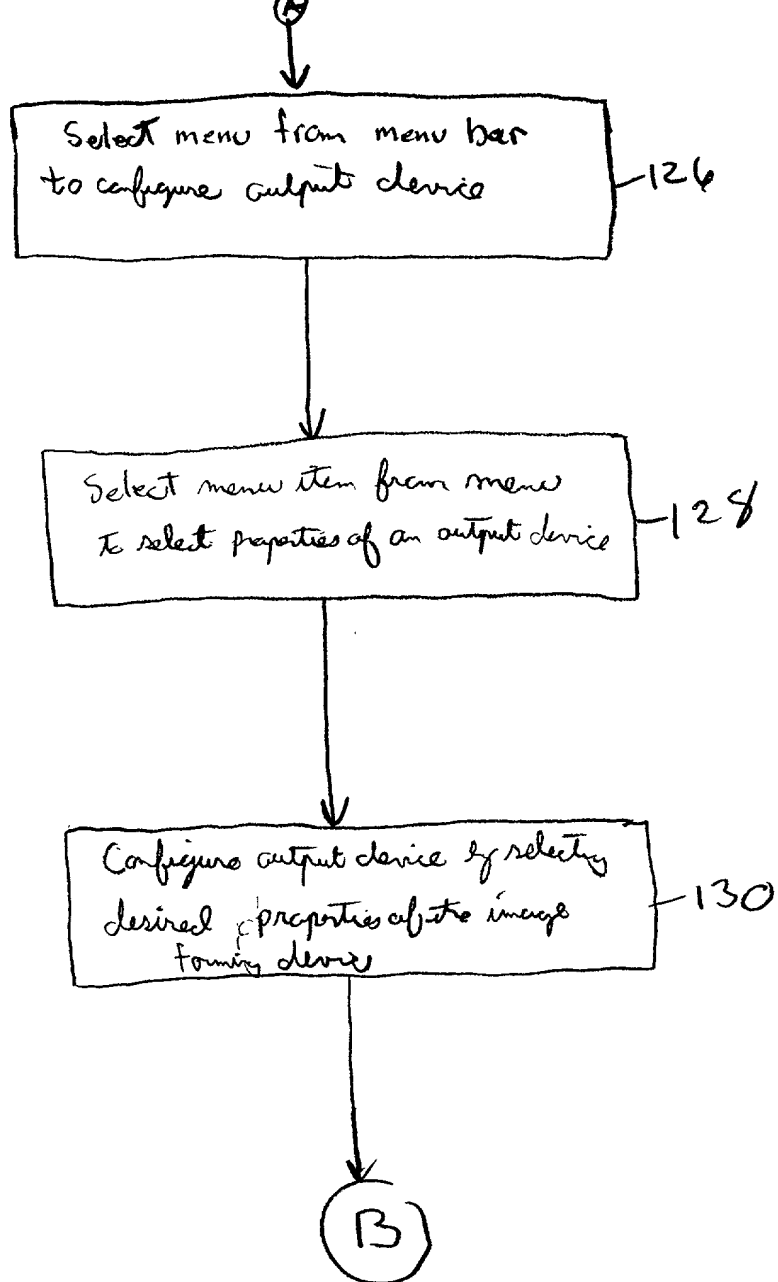 A
Select menu from menu bar
to configure output device
126
Select menu item from menu
to select properties of an output device
128
Configure output device by selecting
desired properties of the image
forming device
130
B